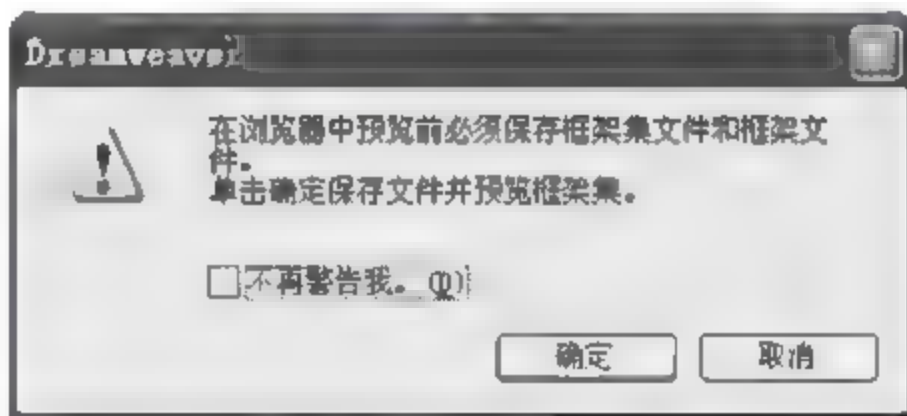 Dreamweaver
在浏览器中预览前必须保存框架集文件和框架文
件。
单击确定保存文件并预览框架集。
不再警告我。(D)
确定
取消